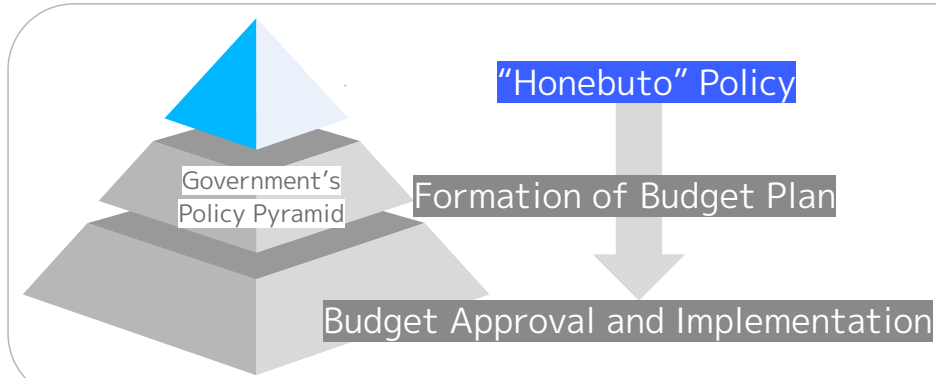 “Honebuto” Policy
Government’s
Policy Pyramid
Formation of Budget Plan
Budget Approval and Implementation